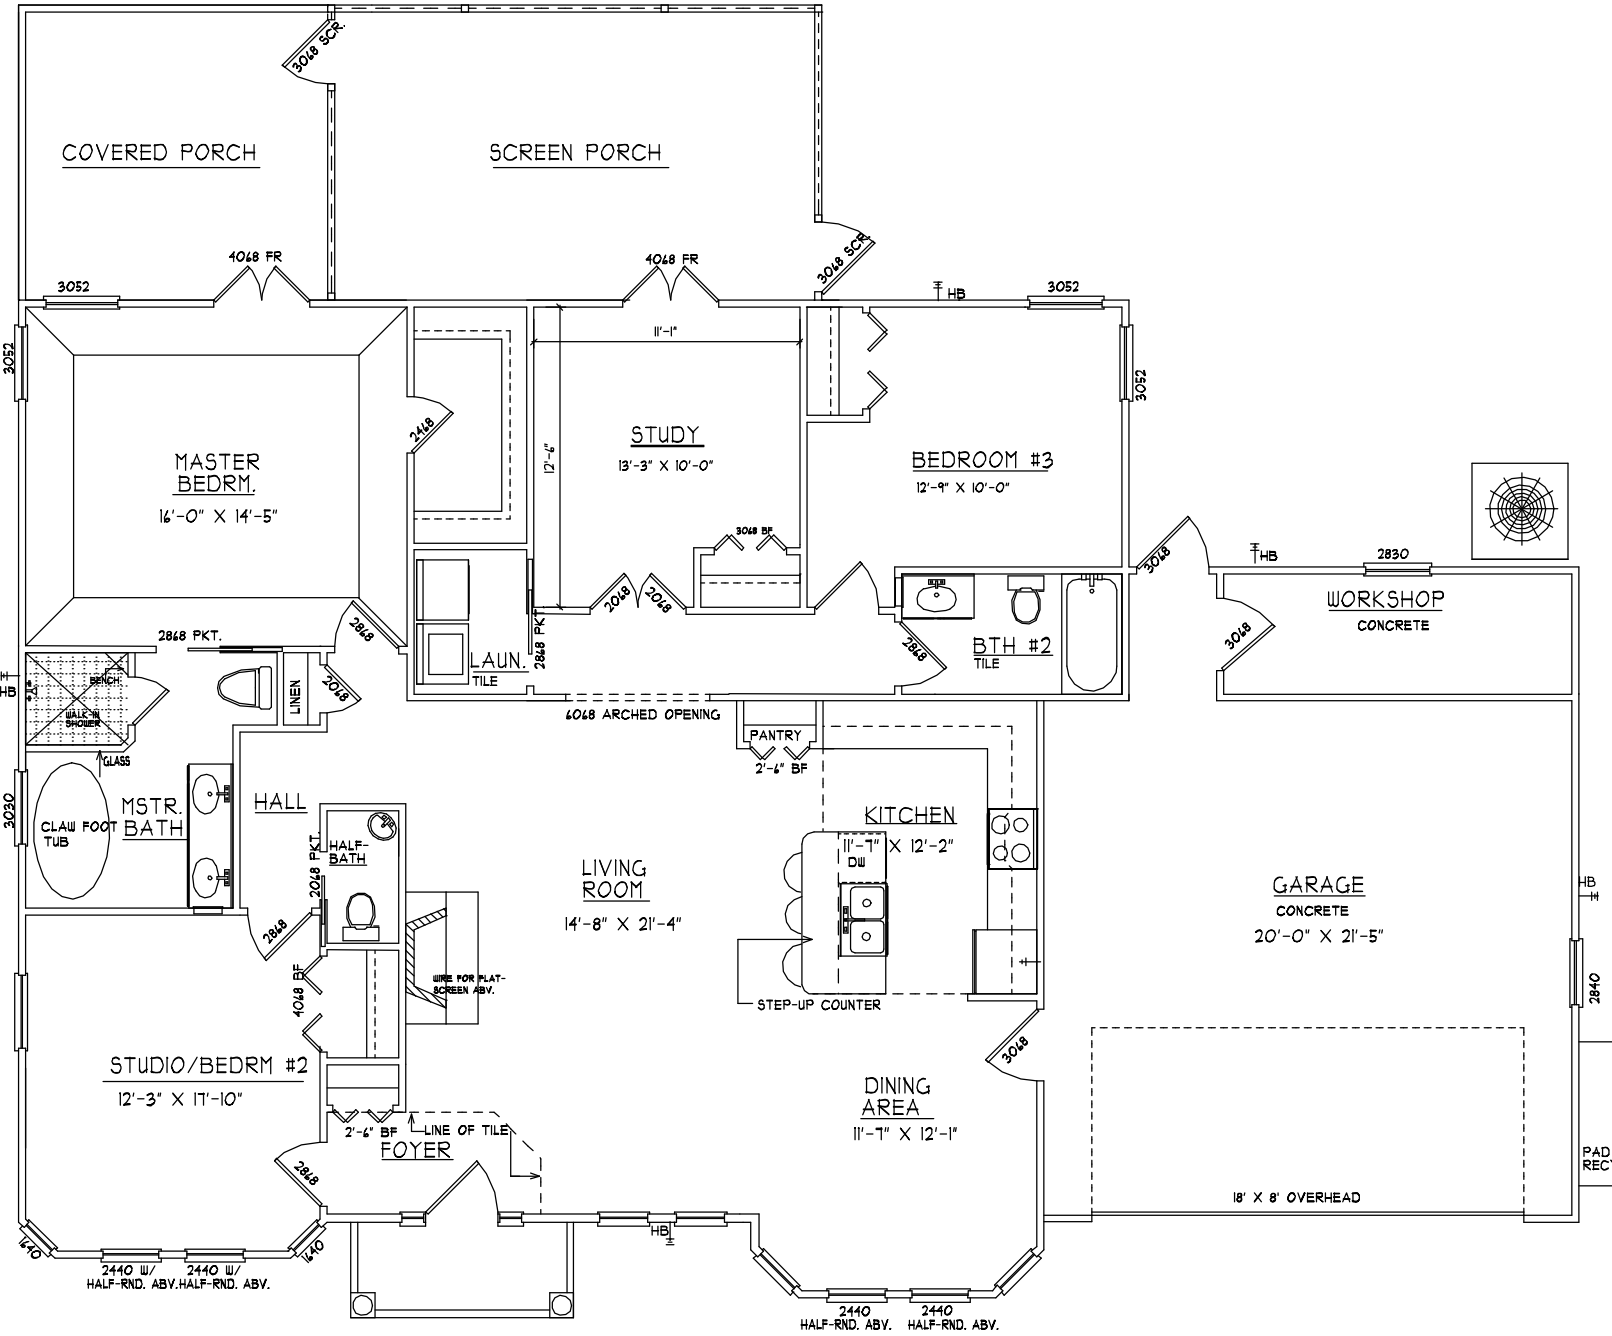 3068 SCR.
COVERED PORCH
SCREEN PORCH
4068 FR
4068 FR
3068 SCR.
3052
3052
HB
3052
3052
11'-1"
2468
12'-6"
STUDY
13'-3" X 10'-0"
MASTER
BEDRM.
16'-0" X 14'-5"
BEDROOM #3
12'-9" X 10'-0"
3068 BF
3068
HB
2830
2068
2068
WORKSHOP
CONCRETE
3068
2868 PKT.
2868
2868 PKT.
LAUN.
TILE
2868
BTH #2
TILE
HB
BENCH
WALK-IN
SHOWER
LINEN
2068
6068 ARCHED OPENING
PANTRY
2'-6" BF
GLASS
3030
CLAW FOOT
TUB
MSTR.
BATH
HALL
2068 PKT.
HALF-
BATH
KITCHEN
11'-7" X 12'-2"
DW
LIVING
ROOM
14'-8" X 21'-4"
GARAGE
CONCRETE
20'-0" X 21'-5"
HB
2868
4068 BF
WIRE FOR FLAT-
SCREEN ABV.
STEP-UP COUNTER
2840
3068
STUDIO/BEDRM #2
12'-3" X 17'-10"
DINING
AREA
11'-7" X 12'-1"
2'-6" BF
LINE OF TILE
FOYER
2868
PAD
18' X 8' OVERHEAD
1640
1640
HB
2440 W/
HALF-RND. ABV.
2440 W/
HALF-RND. ABV.
2440
HALF-RND. ABV.
2440
HALF-RND. ABV.